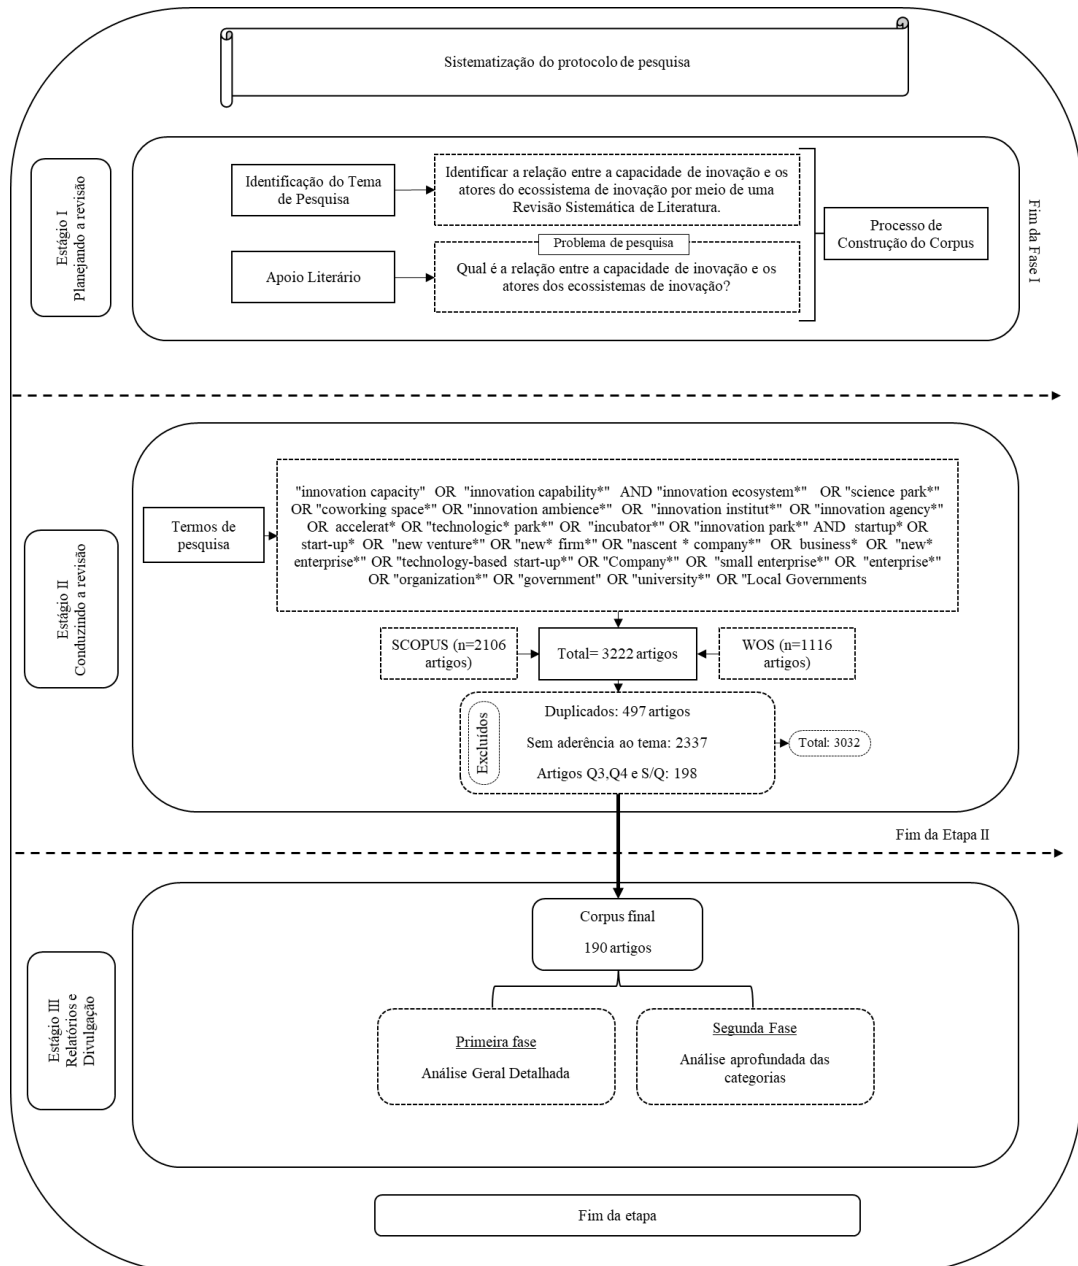 Sistematização do protocolo de pesquisa
Estágio I
Planejando a revisão
Identificação do Tema
de Pesquisa
Identificar a relação entre a capacidade de inovação e os
atores do ecossistema de inovação por meio de uma
Revisão Sistemática de Literatura.
Apoio Literário
Problema de pesquisa
Qual é a relação entre a capacidade de inovação e os
atores dos ecossistemas de inovação?
Processo de
Construção do Corpus
Fim da Fase I
Estágio II
Conduzindo a revisão
Termos de
pesquisa
"innovation capacity" OR "innovation capability*" AND "innovation ecosystem*" OR "science park*"
OR "coworking space*" OR "innovation ambience*" OR "innovation institut*" OR "innovation agency*"
OR accelerat* OR "technologic* park*" OR "incubator*" OR "innovation park*" AND startup* OR
start-up* OR "new venture*" OR "new* firm*" OR "nascent * company*" OR business* OR "new*
enterprise*" OR "technology-based start-up*" OR "Company*" OR "small enterprise*" OR "enterprise*"
OR "organization*" OR "government" OR "university*" OR "Local Governments
SCOPUS (n=2106
artigos)
Total= 3222 artigos
WOS (n=1116
artigos)
Excluídos
Duplicados: 497 artigos
Sem aderência ao tema: 2337
Artigos Q3,Q4 e S/Q: 198
Total: 3032
Fim da Etapa II
Estágio III
Relatórios e
Divulgação
Corpus final
190 artigos
Primeira fase
Análise Geral Detalhada
Segunda Fase
Análise aprofundada das
categorias
Fim da etapa